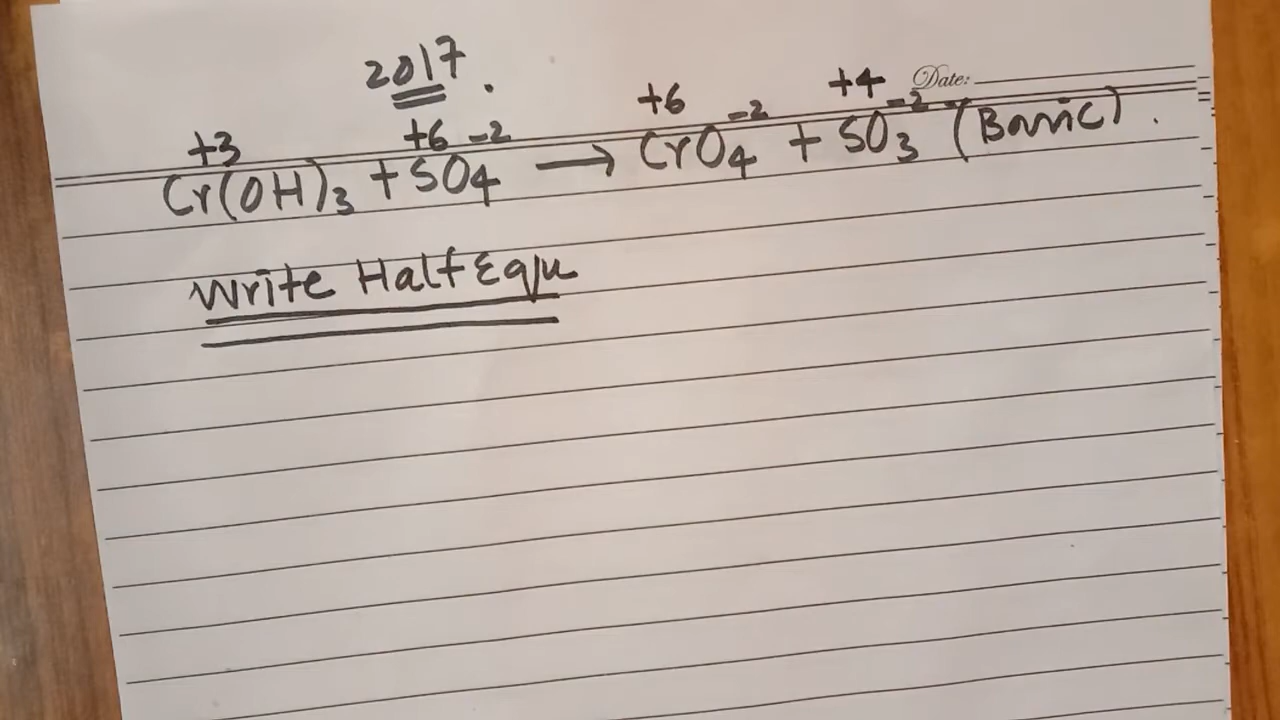 2017.
Date:
+3 +6 -2 +6 -2 +4 -2
Cr(OH)₃ + SO₄ → CrO₄ + SO₃ (Basic).
Write Half Equ